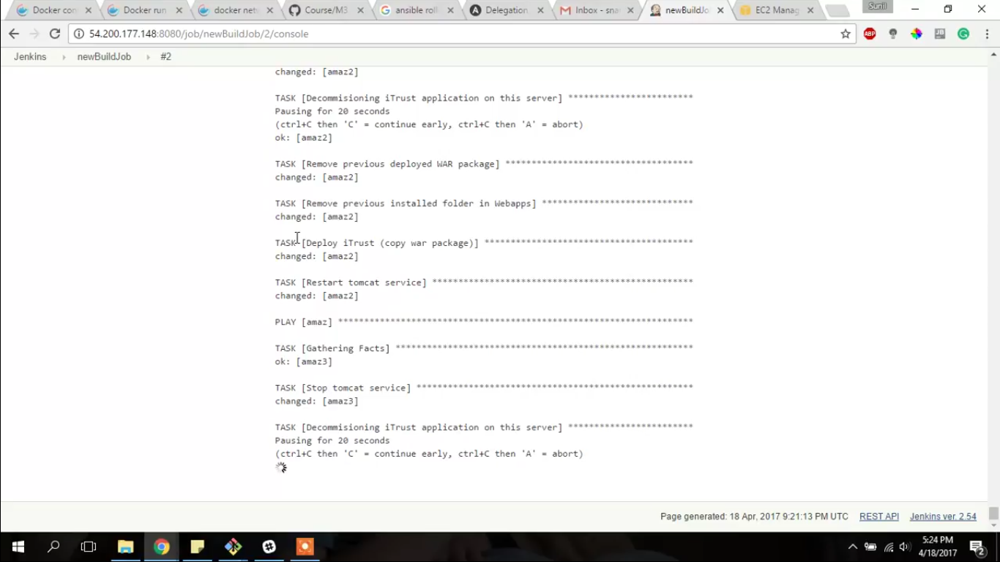 Docker con
Docker run
docker netw
Course/M3
ansible roll
Delegation
Inbox - sna
newBuildJo
EC2 Manag
Sunil
54.200.177.148:8080/job/newBuildJob/2/console
ABP
JB
Jenkins newBuildJob #2
changed: [amaz2]
TASK [Decommisioning iTrust application on this server] ************************
Pausing for 20 seconds
(ctrl+C then 'C' = continue early, ctrl+C then 'A' = abort)
ok: [amaz2]
TASK [Remove previous deployed WAR package] ************************************
changed: [amaz2]
TASK [Remove previous installed folder in Webapps] *****************************
changed: [amaz2]
TASK [Deploy iTrust (copy war package)] ****************************************
changed: [amaz2]
TASK [Restart tomcat service] **************************************************
changed: [amaz2]
PLAY [amaz] ********************************************************************
TASK [Gathering Facts] *********************************************************
ok: [amaz3]
TASK [Stop tomcat service] *****************************************************
changed: [amaz3]
TASK [Decommisioning iTrust application on this server] ************************
Pausing for 20 seconds
(ctrl+C then 'C' = continue early, ctrl+C then 'A' = abort)
Page generated: 18 Apr, 2017 9:21:13 PM UTC REST API Jenkins ver. 2.54
5:24 PM
4/18/2017
2